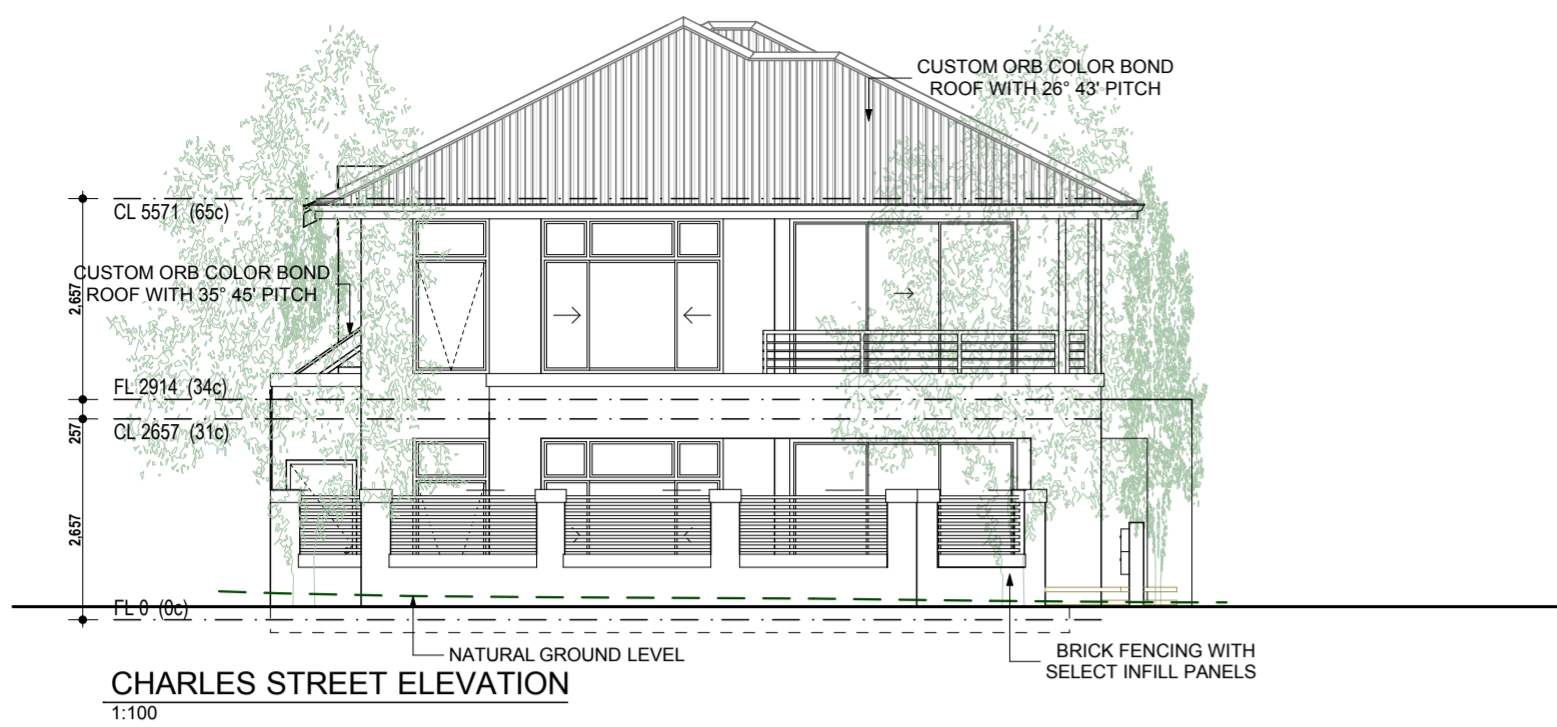 CUSTOM ORB COLOR BOND
ROOF WITH 26° 43' PITCH
CL 5571 (65c)
CUSTOM ORB COLOR BOND
ROOF WITH 35° 45' PITCH
2,657
FL 2914 (34c)
257
CL 2657 (31c)
2,657
FL 0 (0c)
NATURAL GROUND LEVEL
BRICK FENCING WITH
SELECT INFILL PANELS
CHARLES STREET ELEVATION
1:100